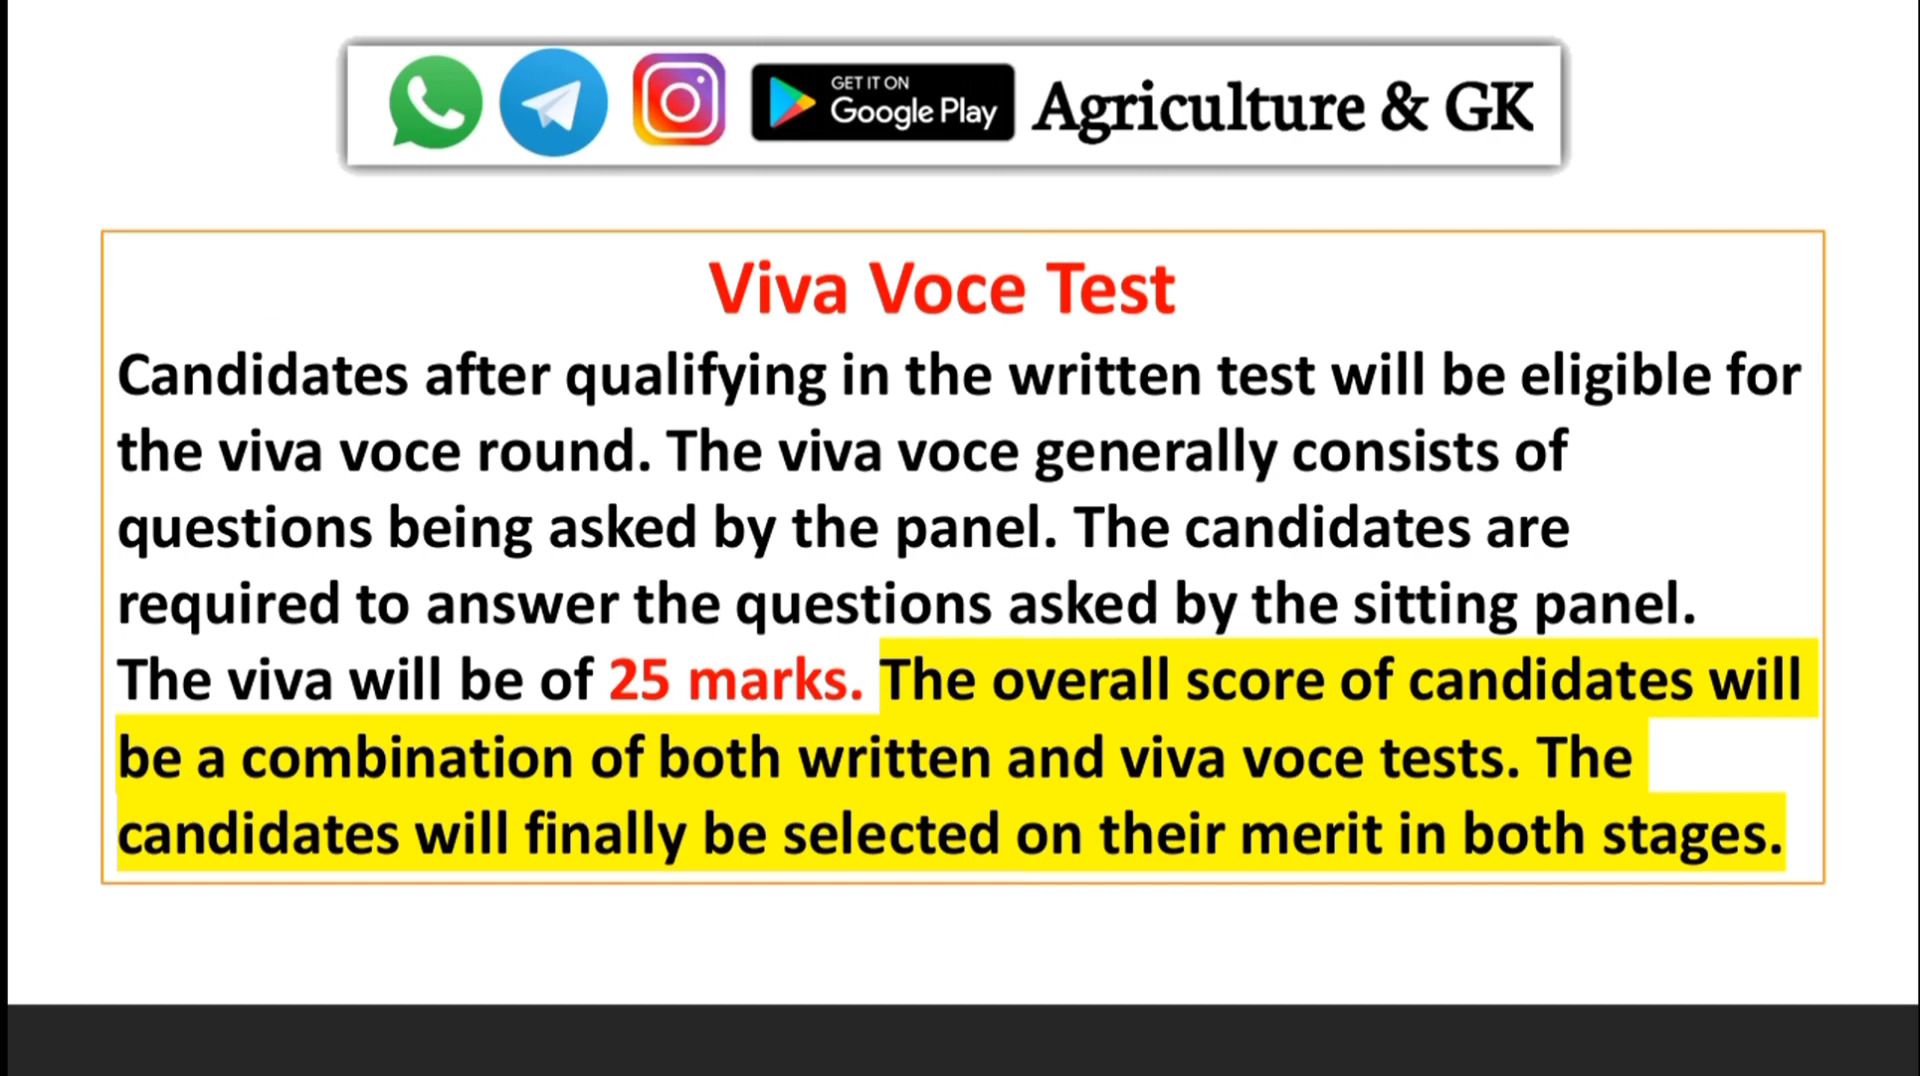 GET IT ON
Google Play
Agriculture & GK
Viva Voce Test
Candidates after qualifying in the written test will be eligible for
the viva voce round. The viva voce generally consists of
questions being asked by the panel. The candidates are
required to answer the questions asked by the sitting panel.
The viva will be of 25 marks. The overall score of candidates will
be a combination of both written and viva voce tests. The
candidates will finally be selected on their merit in both stages.